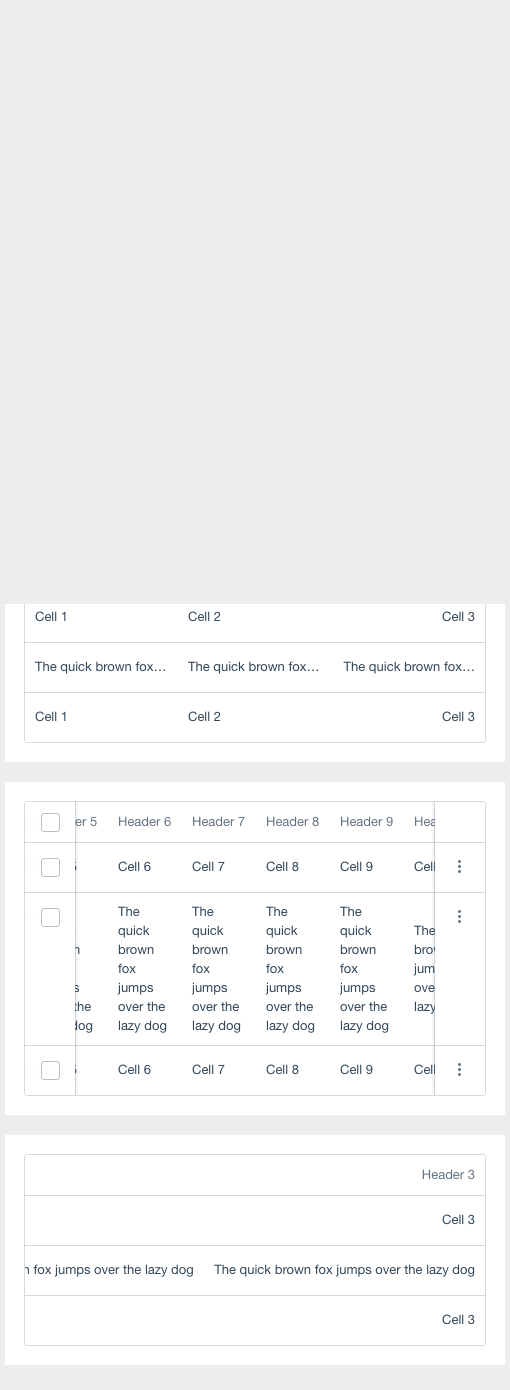 Cell 1 Cell 2 Cell 3
The quick brown fox… The quick brown fox… The quick brown fox…
Cell 1 Cell 2 Cell 3
er 5 Header 6 Header 7 Header 8 Header 9 Hea
Cell 6 Cell 7 Cell 8 Cell 9 Cell
The The The The
quick quick quick quick The
brown brown brown brown bro
fox fox fox fox jum
jumps jumps jumps jumps ove
the over the over the over the over the lazy
dog lazy dog lazy dog lazy dog lazy dog
Cell 6 Cell 7 Cell 8 Cell 9 Cell
Header 3
Cell 3
fox jumps over the lazy dog The quick brown fox jumps over the lazy dog
Cell 3